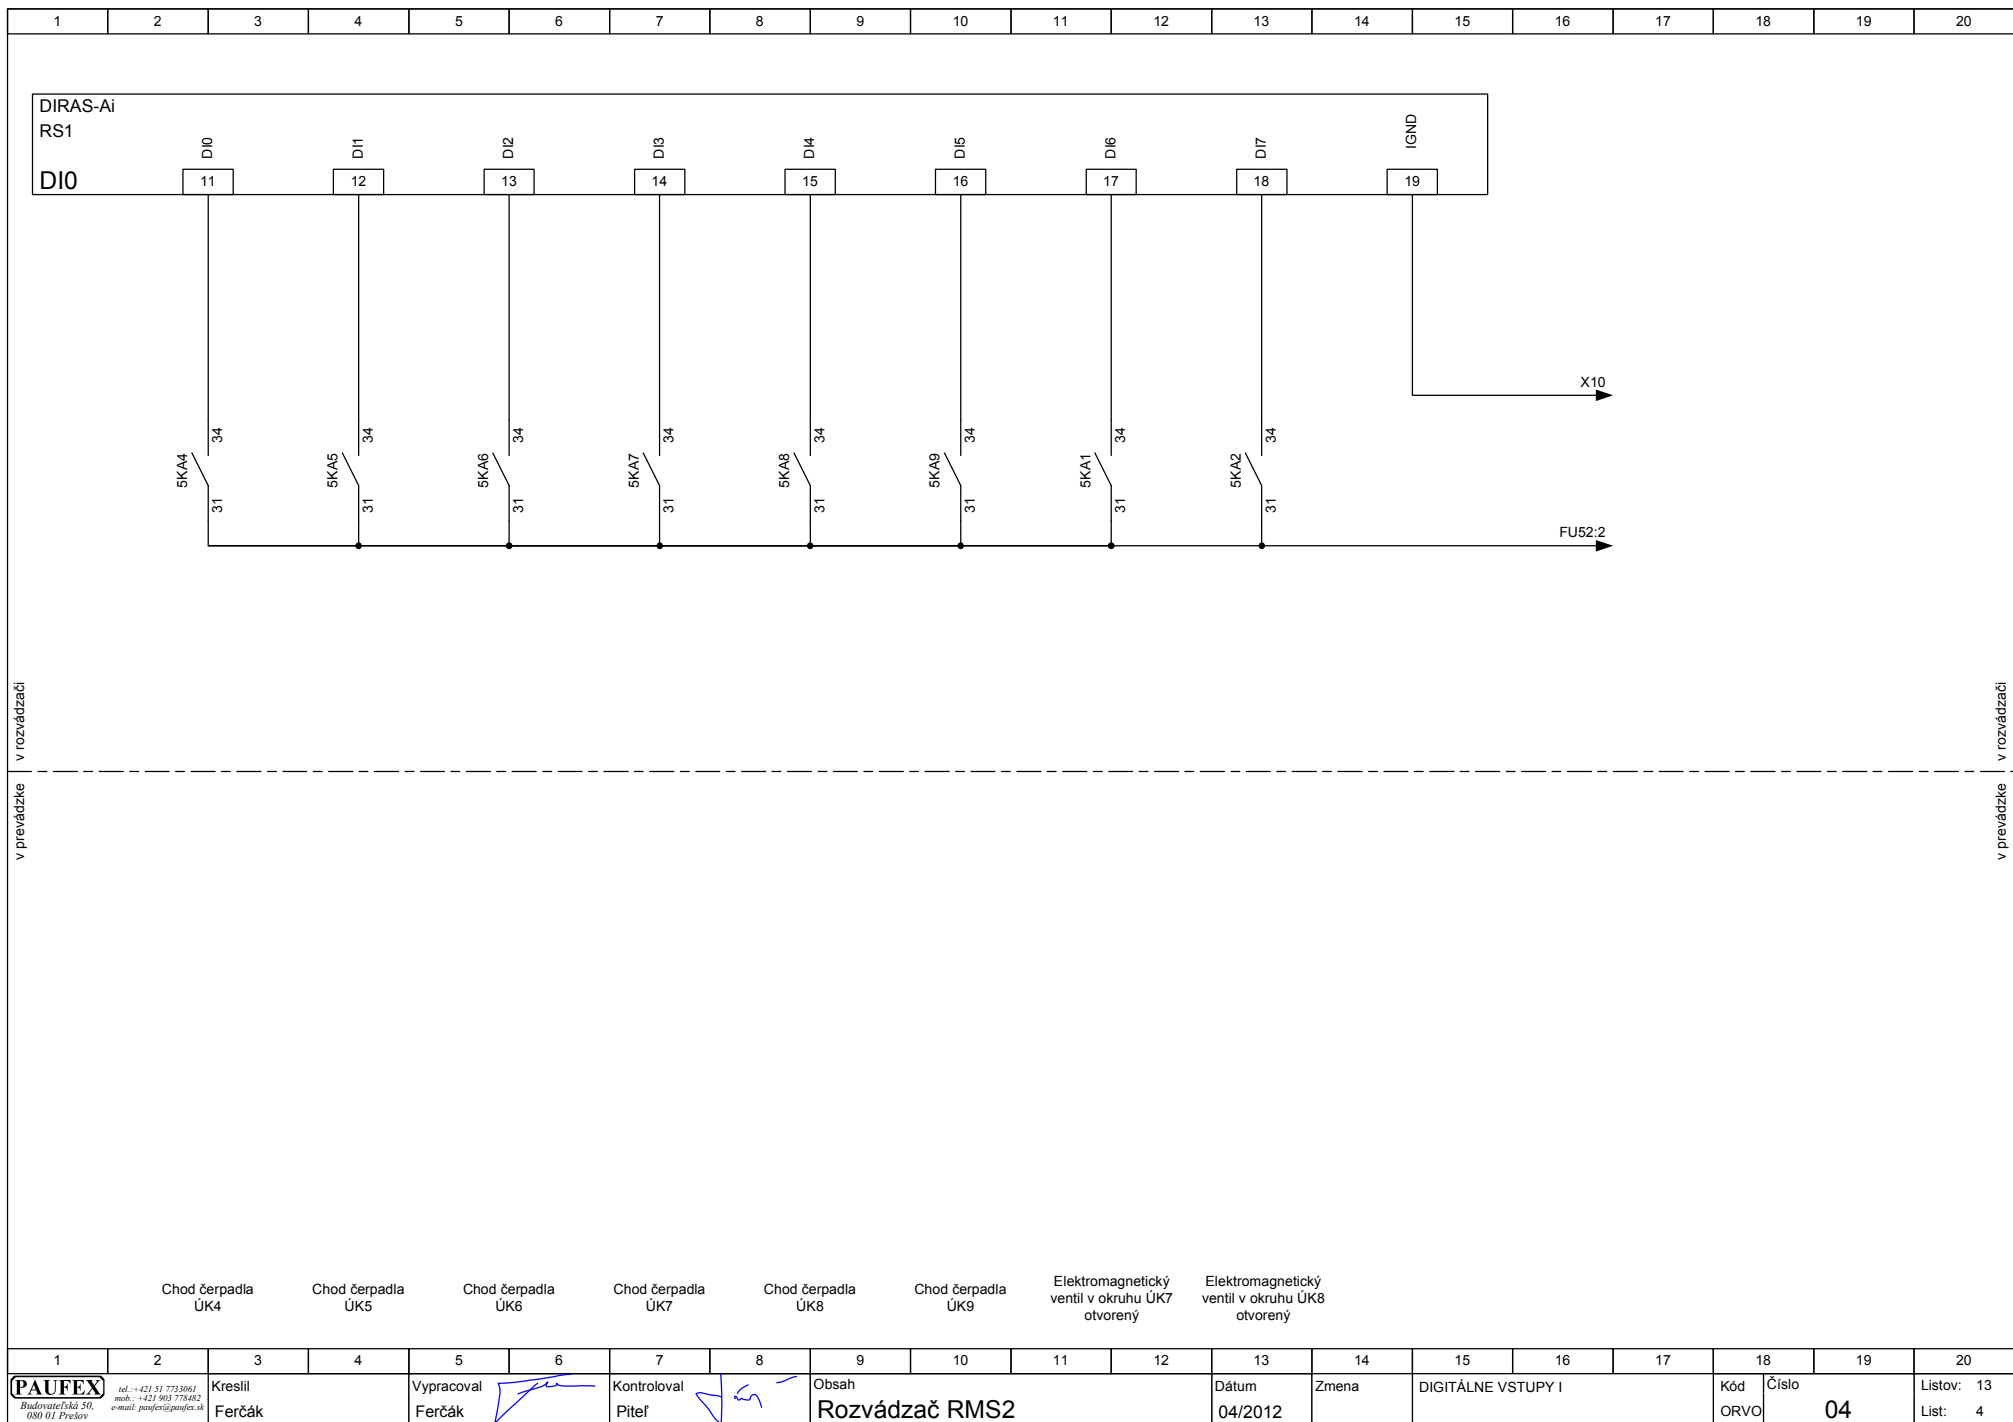 1 2 3 4 5 6 7 8 9 10 11 12 13 14 15 16 17 18 19 20
DIRAS-Ai
RS1
DI0 DI1 DI2 DI3 DI4 DI5 DI6 DI7 IGND
DI0
11 12 13 14 15 16 17 18 19
X10
34 34 34 34 34 34 34 34
5KA4 5KA5 5KA6 5KA7 5KA8 5KA9 5KA1 5KA2
31 31 31 31 31 31 31 31
FU52:2
v rozvádzači v rozvádzači
v prevádzke v prevádzke
Chod čerpadla
ÚK4
Chod čerpadla
ÚK5
Chod čerpadla
ÚK6
Chod čerpadla
ÚK7
Chod čerpadla
ÚK8
Chod čerpadla
ÚK9
Elektromagnetický
ventil v okruhu ÚK7
otvorený
Elektromagnetický
ventil v okruhu ÚK8
otvorený
1 2 3 4 5 6 7 8 9 10 11 12 13 14 15 16 17 18 19 20
PAUFEX
Budovateľská 50,
080 01 Prešov
tel.:+421 51 7733061
mob.: +421 903 778482
e-mail: paufex@paufex.sk
Kreslil
Ferčák
Vypracoval
Ferčák
Kontroloval
Piteľ
Obsah
Rozvádzač RMS2
Dátum
04/2012
Zmena
DIGITÁLNE VSTUPY I
Kód
ORVO
Číslo
04
Listov: 13
List: 4